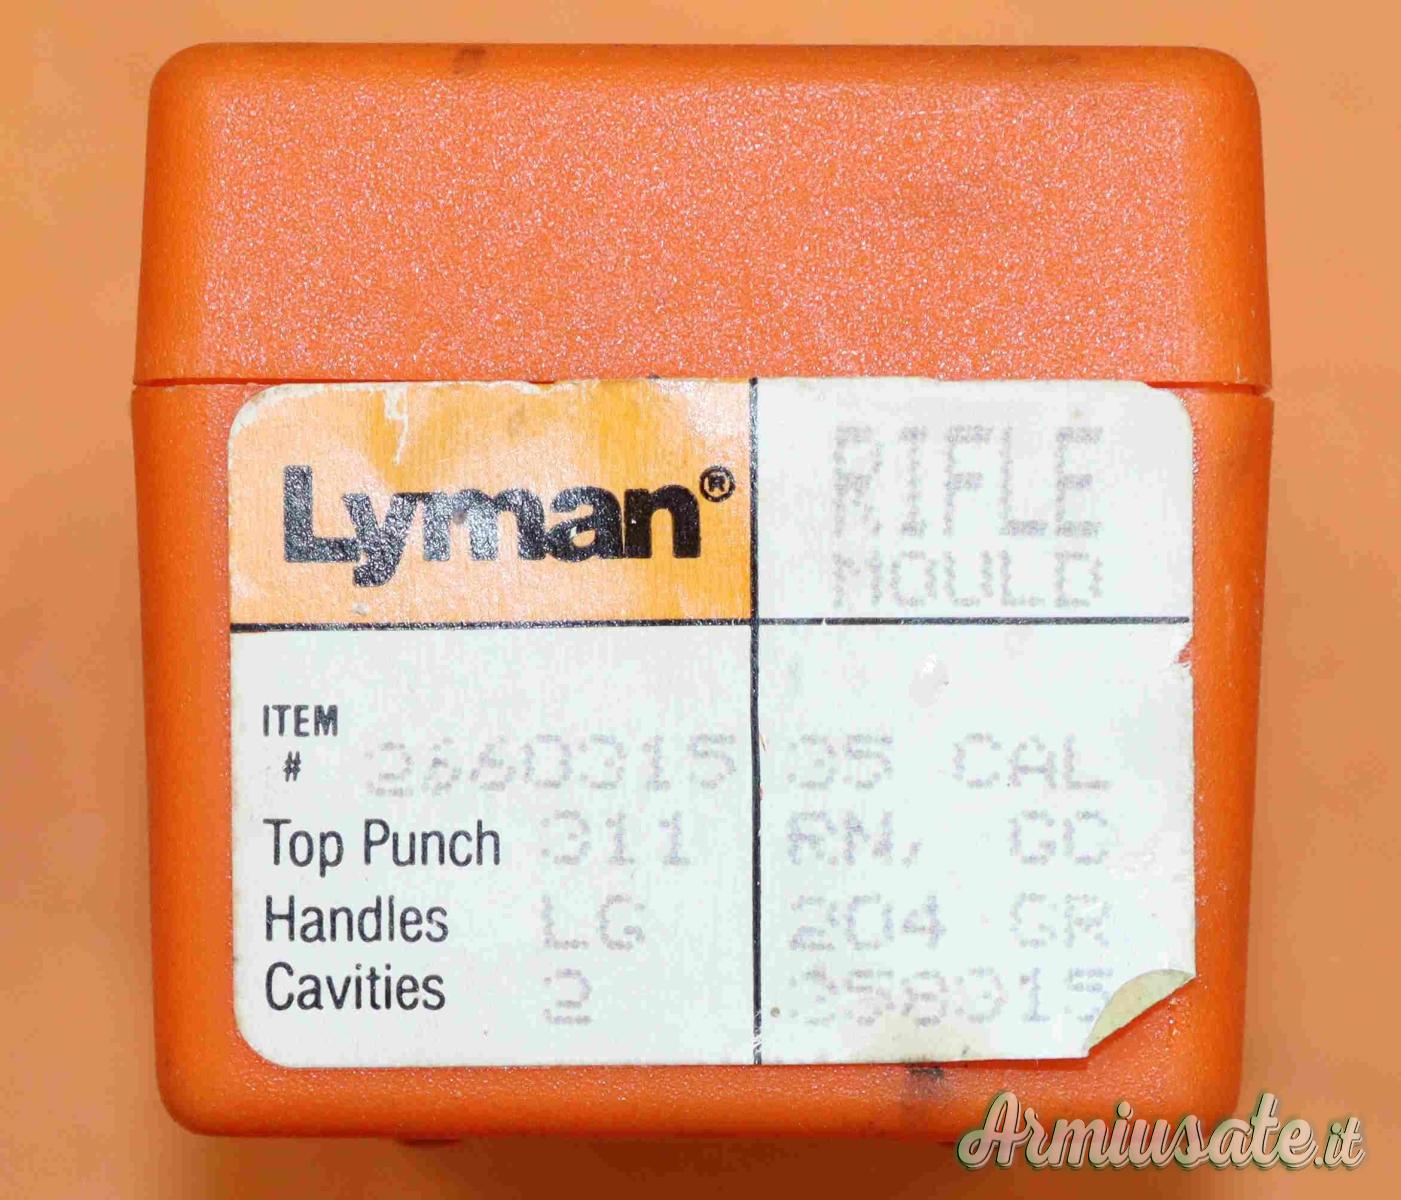 Lyman®
RIFLE
MOULD
ITEM
# 2660315
Top Punch 311
Handles LG
Cavities 2
35 CAL
RN, GC
204 GR
358315
Armiusate.it